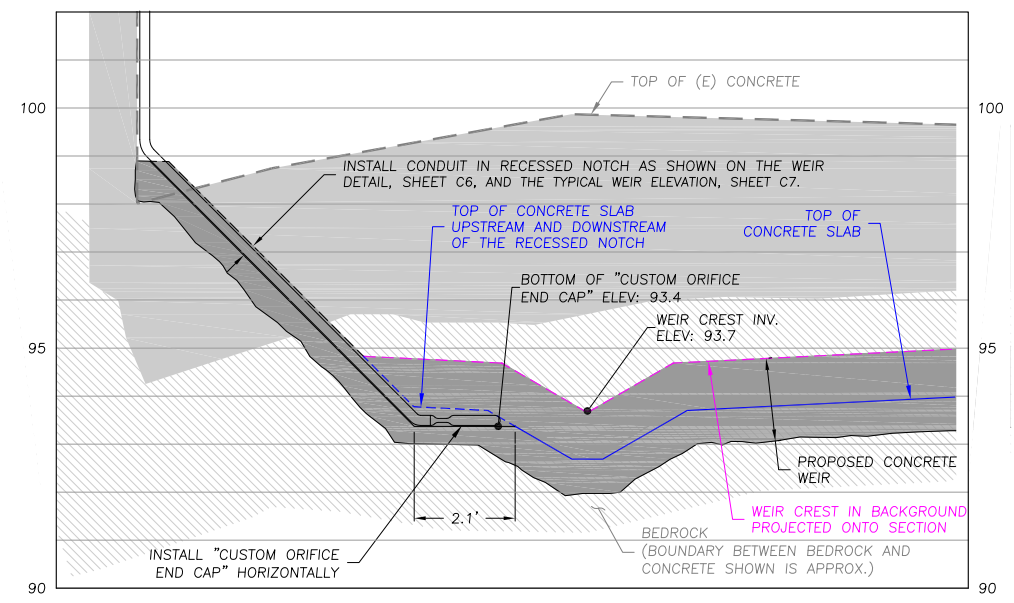 TOP OF (E) CONCRETE
100
100
INSTALL CONDUIT IN RECESSED NOTCH AS SHOWN ON THE WEIR
DETAIL, SHEET C6, AND THE TYPICAL WEIR ELEVATION, SHEET C7.
TOP OF CONCRETE SLAB
UPSTREAM AND DOWNSTREAM
OF THE RECESSED NOTCH
TOP OF
CONCRETE SLAB
BOTTOM OF "CUSTOM ORIFICE
END CAP" ELEV: 93.4
WEIR CREST INV.
ELEV: 93.7
95
95
PROPOSED CONCRETE
WEIR
2.1'
WEIR CREST IN BACKGROUND
PROJECTED ONTO SECTION
BEDROCK
(BOUNDARY BETWEEN BEDROCK AND
CONCRETE SHOWN IS APPROX.)
INSTALL "CUSTOM ORIFICE
END CAP" HORIZONTALLY
90
90